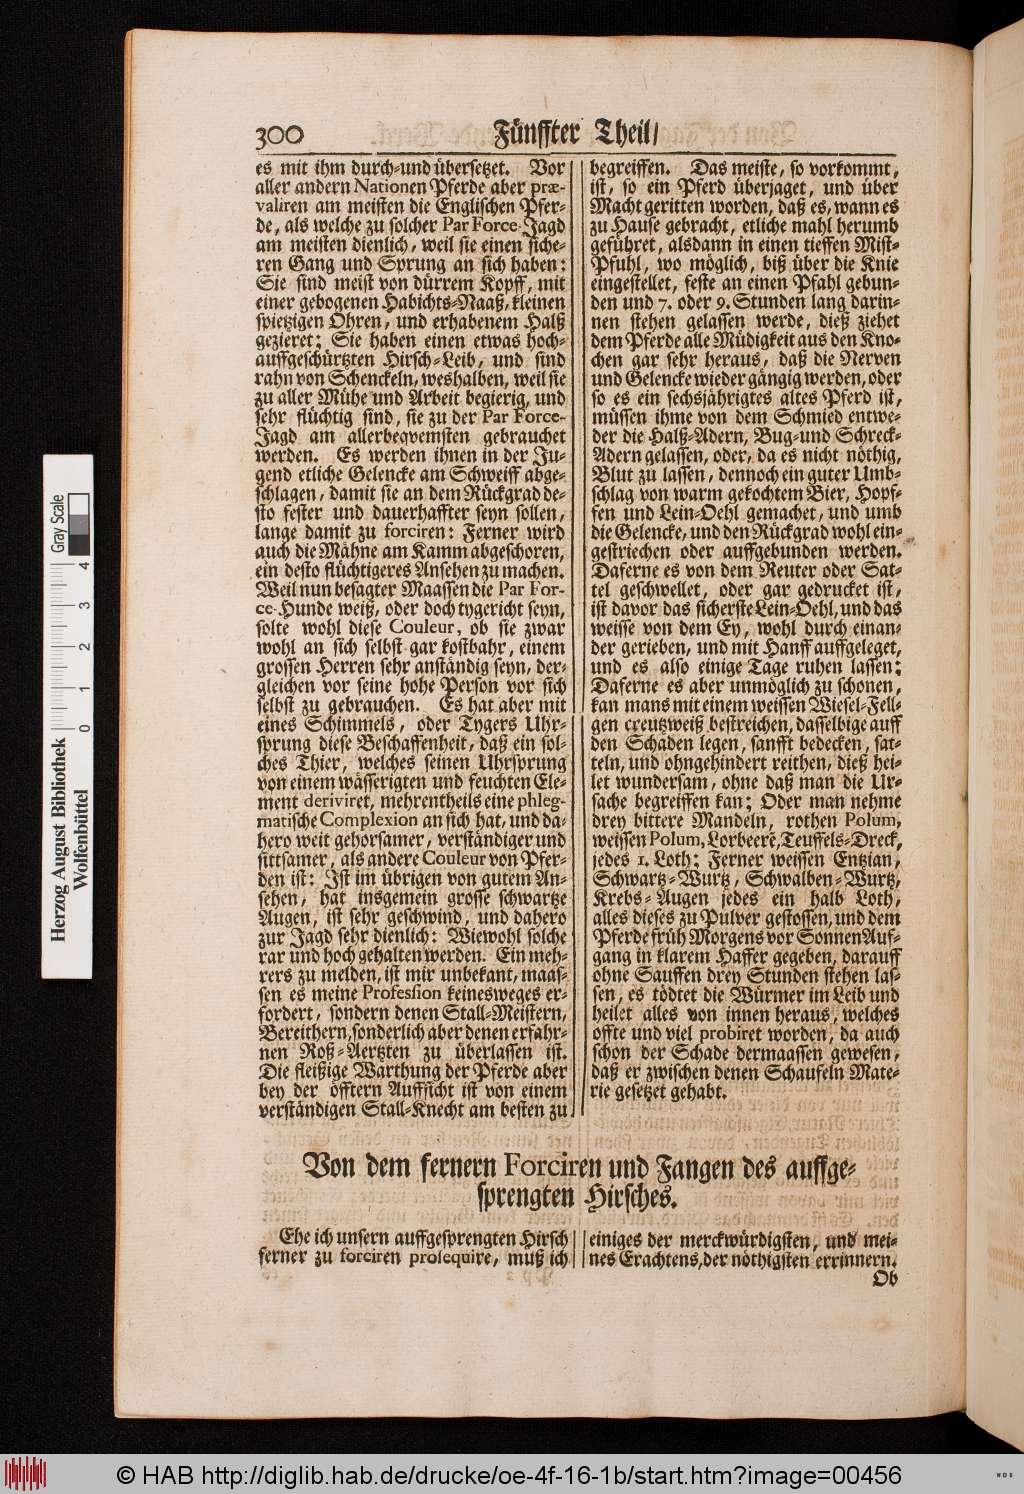 300 Fünffter Theil/
es mit ihm durch-und übersetzet. Vor
aller andern Nationen Pferde aber præ-
valiren am meisten die Englischen Pfer-
de, als welche zu solcher Par Force-Jagd
am meisten dienlich, weil sie einen siche-
ren Gang und Sprung an sich haben:
Sie sind meist von dürrem Kopff, mit
einer gebogenen Habichts-Naaß, kleinen
spietzigen Ohren, und erhabenem Halß
gezieret; Sie haben einen etwas hoch-
auffgeschürtzten Hirsch-Leib, und sind
rahn von Schenckeln, weshalben, weil sie
zu aller Mühe und Arbeit begierig, und
sehr flüchtig sind, sie zu der Par Force-
Jagd am allerbeqvemsten gebrauchet
werden. Es werden ihnen in der Ju-
gend etliche Gelencke am Schweiff abge-
schlagen, damit sie an dem Rückgrad de-
sto fester und dauerhaffter seyn sollen,
lange damit zu forciren: Ferner wird
auch die Mähne am Kamm abgeschoren,
ein desto flüchtigeres Ansehen zu machen.
Weil nun besagter Maassen die Par For-
ce-Hunde weiß, oder doch tygericht seyn,
solte wohl diese Couleur, ob sie zwar
wohl an sich selbst gar kostbahr, einem
grossen Herren sehr anständig seyn, der-
gleichen vor seine hohe Person vor sich
selbst zu gebrauchen. Es hat aber mit
eines Schimmels, oder Tygers Uhr-
sprung diese Beschaffenheit, daß ein sol-
ches Thier, welches seinen Uhrsprung
von einem wässerigten und feuchten Ele-
ment deriviret, mehrentheils eine phleg-
matische Complexion an sich hat, und da-
hero weit gehorsamer, verständiger und
sittsamer, als andere Couleur von Pfer-
den ist: Ist im übrigen von gutem An-
sehen, hat insgemein grosse schwartze
Augen, ist sehr geschwind, und dahero
zur Jagd sehr dienlich: Wiewohl solche
rar und hoch gehalten werden. Ein meh-
rers zu melden, ist mir unbekant, maas-
sen es meine Profession keinesweges er-
fordert, sondern denen Stall-Meistern,
Bereithern, sonderlich aber denen erfahr-
nen Roß-Aertzten zu überlassen ist.
Die fleißige Warthung der Pferde aber
bey der öfftern Auffsicht ist von einem
verständigen Stall-Knecht am besten zu
begreiffen. Das meiste, so vorkommt,
ist, so ein Pferd überjaget, und über
Macht geritten worden, daß es, wann es
zu Hause gebracht, etliche mahl herumb
geführet, alsdann in einen tieffen Mist-
Pfuhl, wo möglich, biß über die Knie
eingestellet, feste an einen Pfahl gebun-
den und 7. oder 9. Stunden lang darin-
nen stehen gelassen werde, dieß ziehet
dem Pferde alle Müdigkeit aus den Kno-
chen gar sehr heraus, daß die Nerven
und Gelencke wieder gängig werden, oder
so es ein sechsjährigtes altes Pferd ist,
müssen ihme von dem Schmied entwe-
der die Halß-Adern, Bug-und Schreck-
Adern gelassen, oder, da es nicht nöthig,
Blut zu lassen, dennoch ein guter Umb-
schlag von warm gekochtem Bier, Hopf-
fen und Lein-Oehl gemachet, und umb
die Gelencke, und den Rückgrad wohl ein-
gestriechen oder auffgebunden werden.
Daferne es von dem Reuter oder Sat-
tel geschwellet, oder gar gedrucket ist,
ist davor das sicherste Lein-Oehl, und das
weisse von dem Ey, wohl durch einan-
der gerieben, und mit Hanff auffgeleget,
und es also einige Tage ruhen lassen;
Daferne es aber unmöglich zu schonen,
kan mans mit einem weissen Wiesel-Fell-
gen creutzweiß bestreichen, dasselbige auff
den Schaden legen, sanfft bedecken, sat-
teln, und ohngehindert reithen, dieß hei-
let wundersam, ohne daß man die Ur-
sache begreiffen kan; Oder man nehme
drey bittere Mandeln, rothen Polum,
weissen Polum, Lorbeere, Teuffels-Dreck,
jedes 1. Loth; Ferner weissen Entzian,
Schwartz-Wurtz, Schwalben-Wurtz,
Krebs-Augen jedes ein halb Loth,
alles dieses zu Pulver gestossen, und dem
Pferde früh Morgens vor Sonnen Auf-
gang in klarem Haffer gegeben, darauff
ohne Sauffen drey Stunden stehen las-
sen, es tödtet die Würmer im Leib und
heilet alles von innen heraus, welches
offte und viel probiret worden, da auch
schon der Schade dermaassen gewesen,
daß er zwischen denen Schaufeln Mate-
rie gesetzet gehabt.
Von dem fernern Forciren und Fangen des auffge-
sprengten Hirsches.
Ehe ich unsern auffgesprengten Hirsch
ferner zu forciren prosequire, muß ich
einiges der merckwürdigsten, und mei-
nes Erachtens, der nöthigsten errinnern.
Ob
Herzog August Bibliothek
Wolfenbüttel
0 1 2 3 4
Gray Scale
© HAB http://diglib.hab.de/drucke/oe-4f-16-1b/start.htm?image=00456